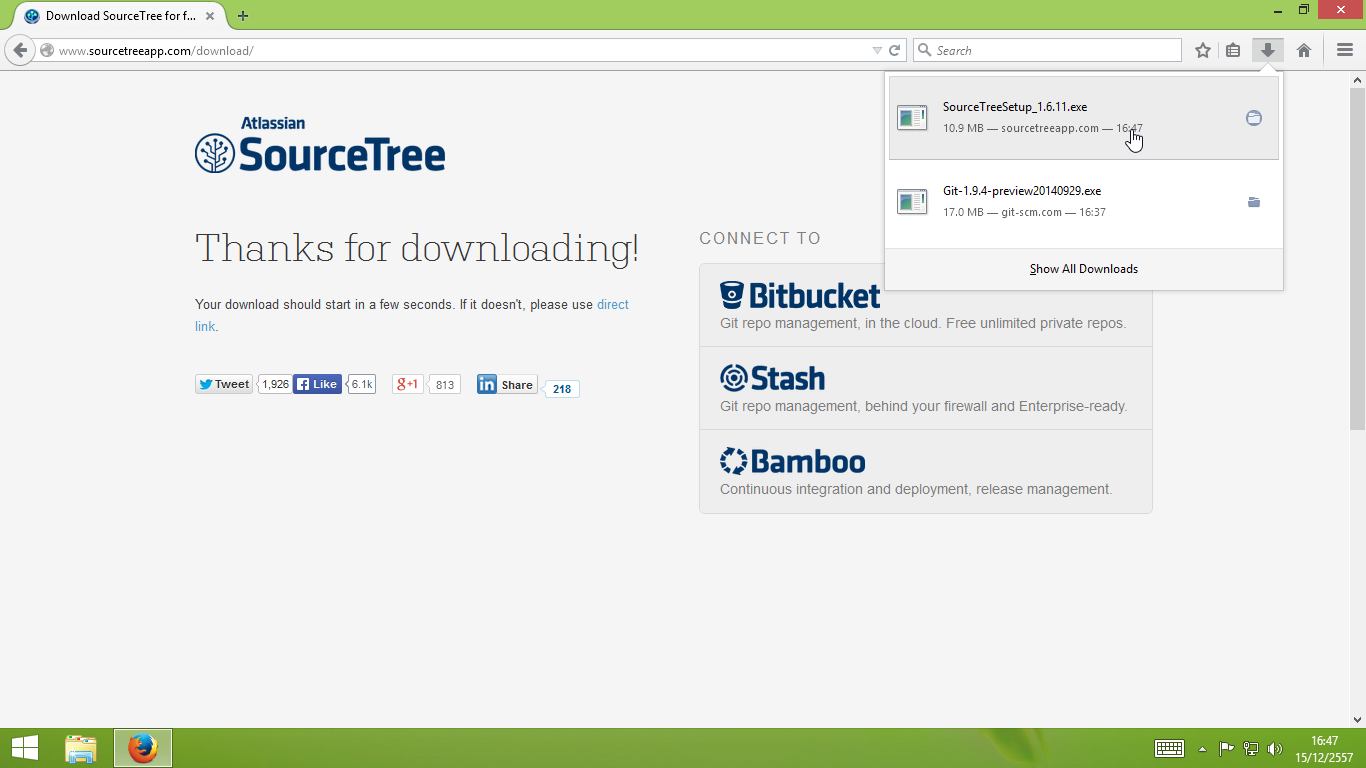 Download SourceTree for f...
www.sourcetreeapp.com/download/
Search
SourceTreeSetup_1.6.11.exe
10.9 MB — sourcetreeapp.com — 16:47
Git-1.9.4-preview20140929.exe
17.0 MB — git-scm.com — 16:37
Show All Downloads
Atlassian
SourceTree
Thanks for downloading!
Your download should start in a few seconds. If it doesn't, please use direct
link.
Tweet 1,926 Like 6.1k +1 813 in Share 218
CONNECT TO
Bitbucket
Git repo management, in the cloud. Free unlimited private repos.
Stash
Git repo management, behind your firewall and Enterprise-ready.
Bamboo
Continuous integration and deployment, release management.
16:47
15/12/2557